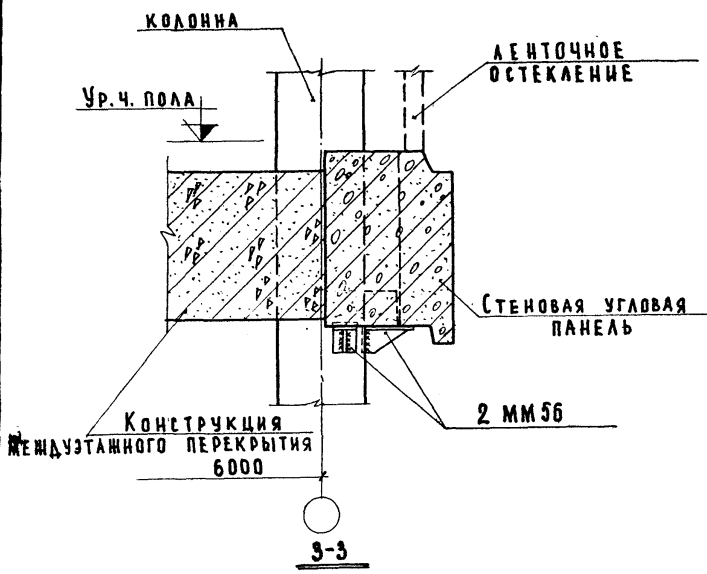 КОЛОННА
ЛЕНТОЧНОЕ
ОСТЕКЛЕНИЕ
Ур. ч. пола
Стеновая угловая
панель
2 ММ56
Конструкция
междуэтажного перекрытия
6000
3-3